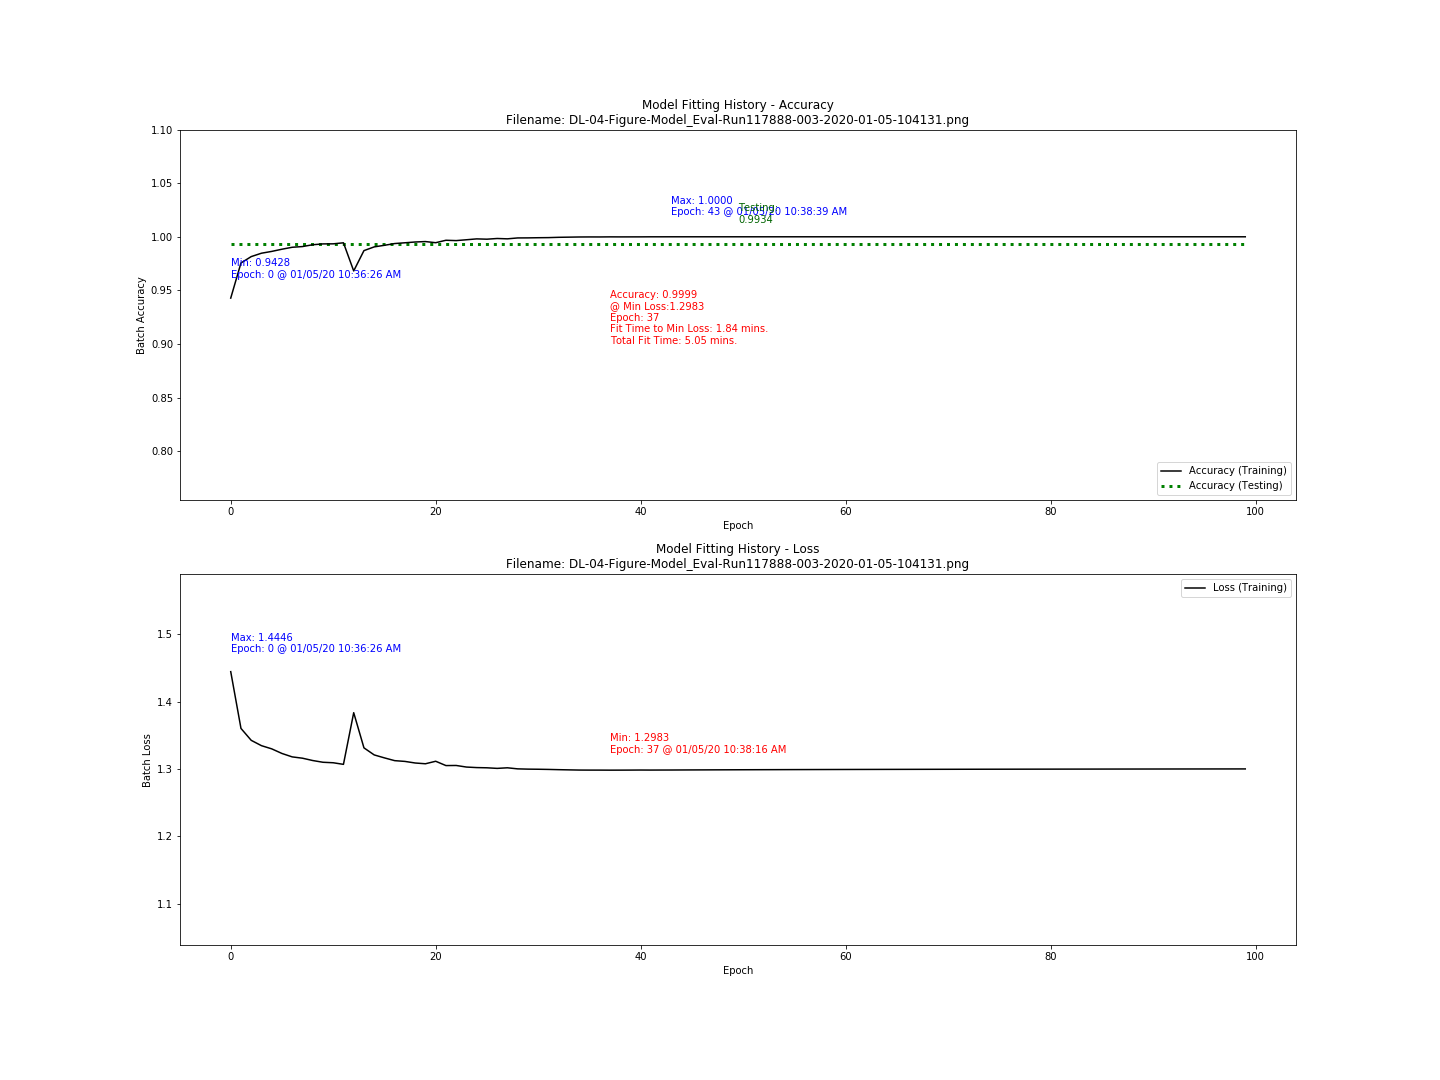 Model Fitting History - Accuracy
Filename: DL-04-Figure-Model_Eval-Run117888-003-2020-01-05-104131.png
1.10
1.05
1.00
0.95
0.90
0.85
0.80
Batch Accuracy
Max: 1.0000
Epoch: 43 @ 01/05/20 10:38:39 AM
Testing:
0.9934
Min: 0.9428
Epoch: 0 @ 01/05/20 10:36:26 AM
Accuracy: 0.9999
@ Min Loss:1.2983
Epoch: 37
Fit Time to Min Loss: 1.84 mins.
Total Fit Time: 5.05 mins.
Accuracy (Training)
Accuracy (Testing)
0 20 40 60 80 100
Epoch
Model Fitting History - Loss
Filename: DL-04-Figure-Model_Eval-Run117888-003-2020-01-05-104131.png
Loss (Training)
1.5
1.4
1.3
1.2
1.1
Batch Loss
Max: 1.4446
Epoch: 0 @ 01/05/20 10:36:26 AM
Min: 1.2983
Epoch: 37 @ 01/05/20 10:38:16 AM
0 20 40 60 80 100
Epoch